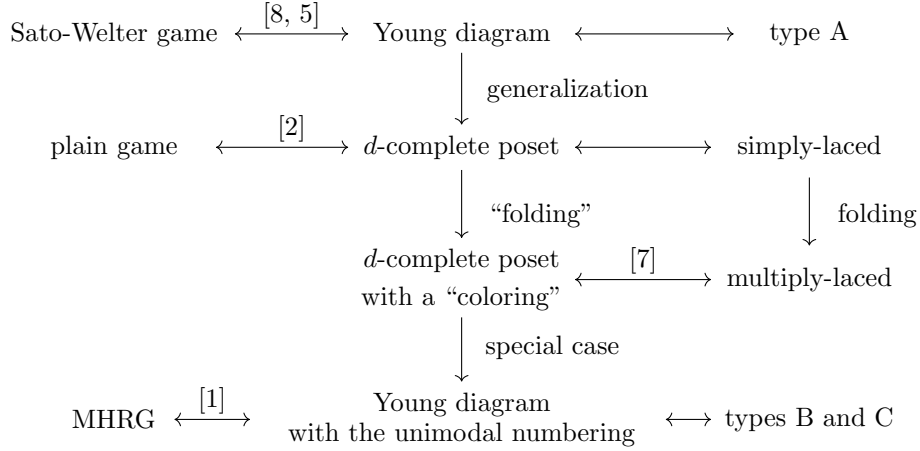 [8, 5]
Sato-Welter game Young diagram type A
generalization
[2]
plain game d-complete poset simply-laced
“folding” folding
d-complete poset
with a “coloring”
[7]
multiply-laced
special case
[1]
MHRG
Young diagram
with the unimodal numbering
types B and C